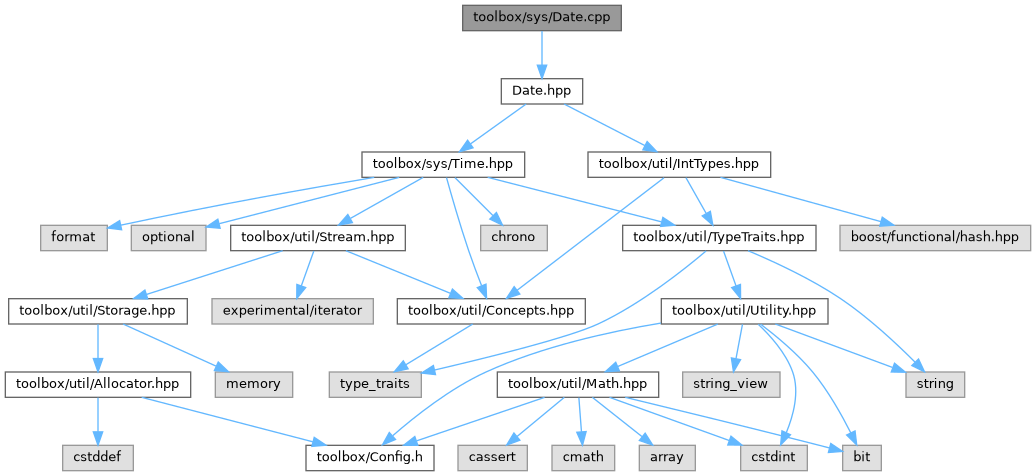 toolbox/sys/Date.cpp
Date.hpp
toolbox/sys/Time.hpp
toolbox/util/IntTypes.hpp
format
optional
toolbox/util/Stream.hpp
chrono
toolbox/util/TypeTraits.hpp
boost/functional/hash.hpp
toolbox/util/Storage.hpp
experimental/iterator
toolbox/util/Concepts.hpp
toolbox/util/Utility.hpp
toolbox/util/Allocator.hpp
memory
type_traits
toolbox/util/Math.hpp
string_view
string
cstddef
toolbox/Config.h
cassert
cmath
array
cstdint
bit